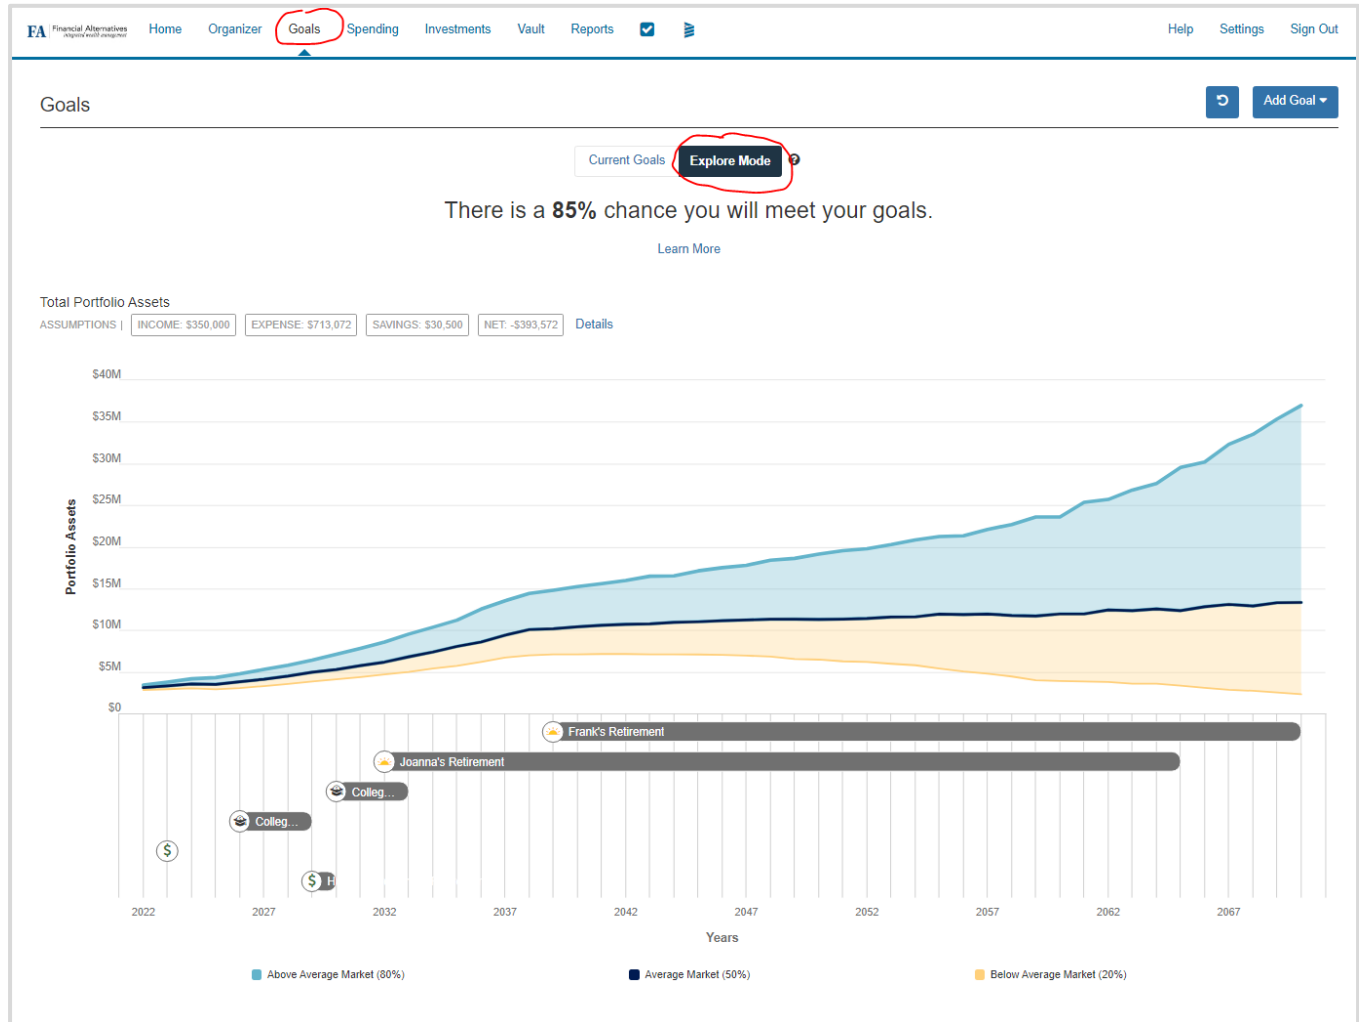 FA Financial Alternatives
integrated wealth management
Home Organizer Goals Spending Investments Vault Reports Help Settings Sign Out
Goals
Add Goal
Current Goals Explore Mode ?
There is a 85% chance you will meet your goals.
Learn More
Total Portfolio Assets
ASSUMPTIONS | INCOME: $350,000 EXPENSE: $713,072 SAVINGS: $30,500 NET: -$393,572 Details
$40M
$35M
$30M
$25M
$20M
$15M
$10M
$5M
$0
Portfolio Assets
Frank's Retirement
Joanna's Retirement
Colleg...
Colleg...
$
$ H
2022 2027 2032 2037 2042 2047 2052 2057 2062 2067
Years
Above Average Market (80%) Average Market (50%) Below Average Market (20%)